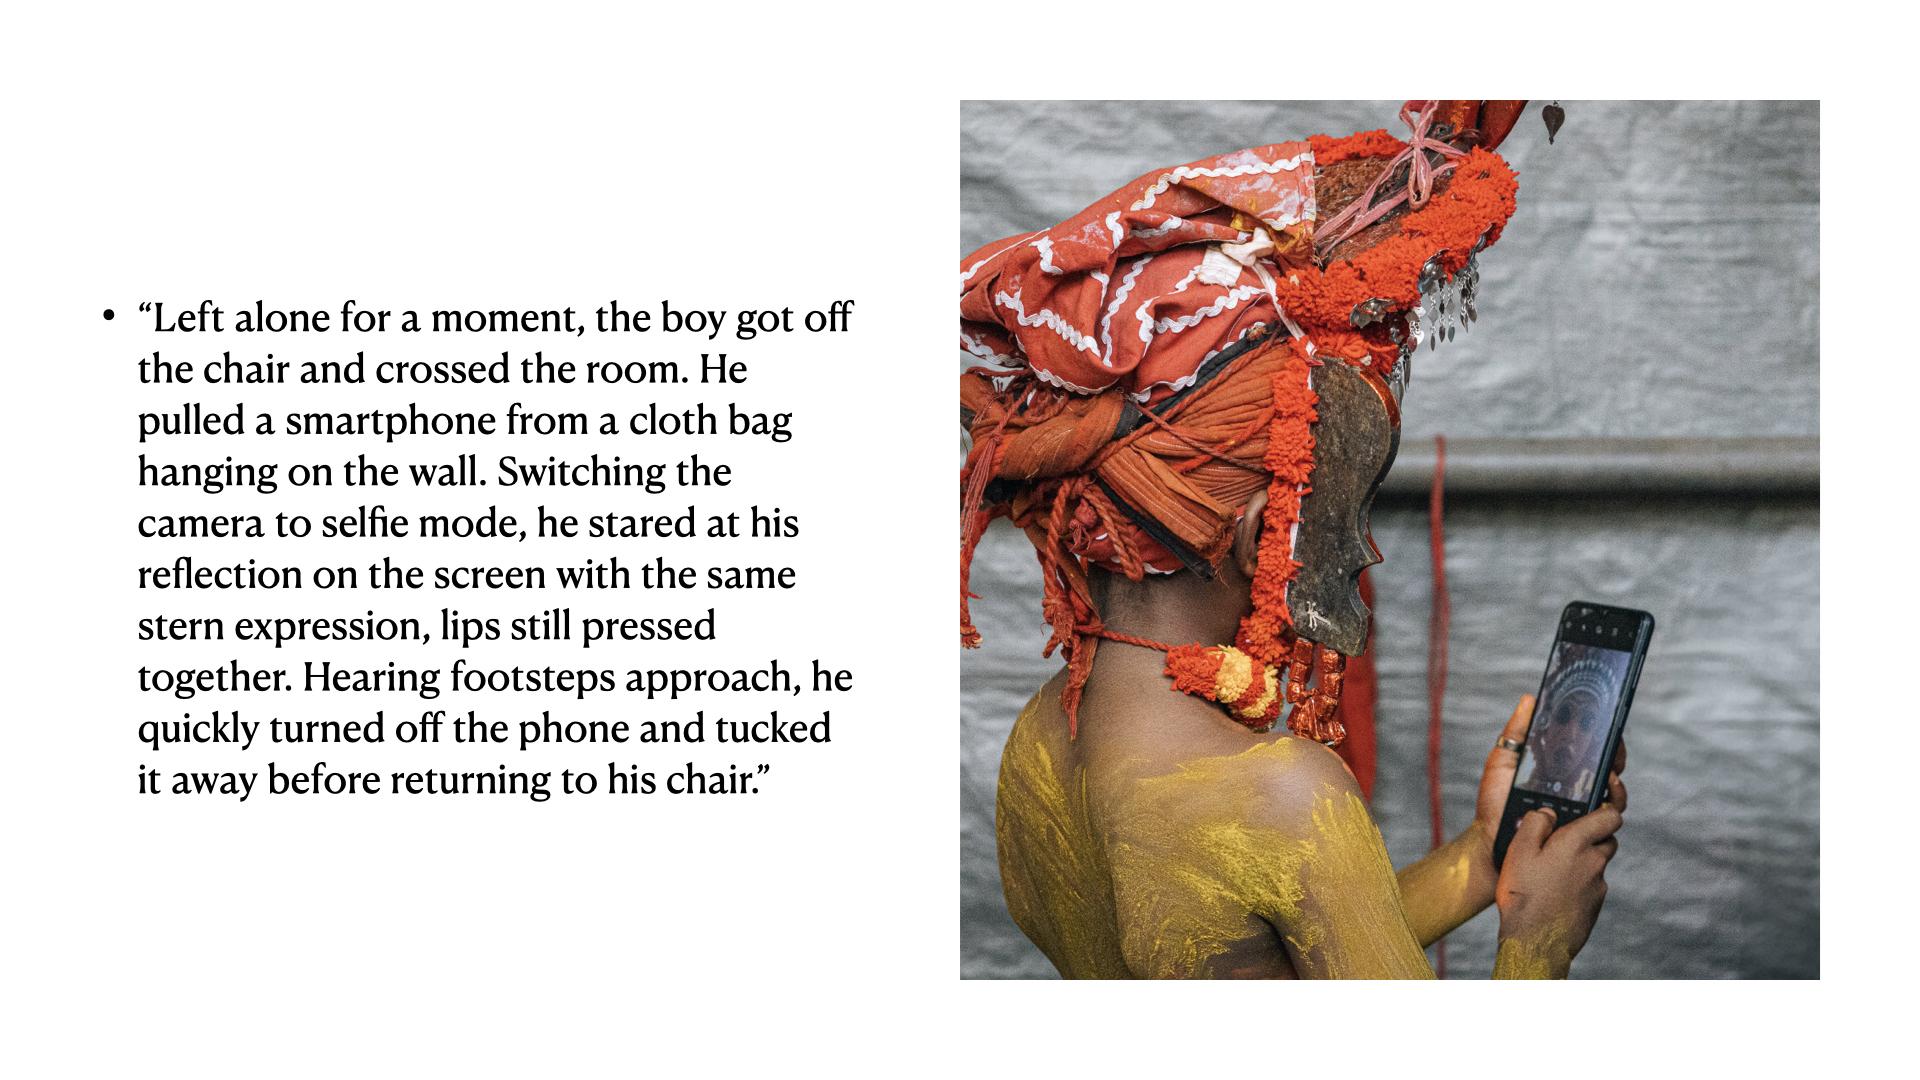 • “Left alone for a moment, the boy got off
the chair and crossed the room. He
pulled a smartphone from a cloth bag
hanging on the wall. Switching the
camera to selfie mode, he stared at his
reflection on the screen with the same
stern expression, lips still pressed
together. Hearing footsteps approach, he
quickly turned off the phone and tucked
it away before returning to his chair.”